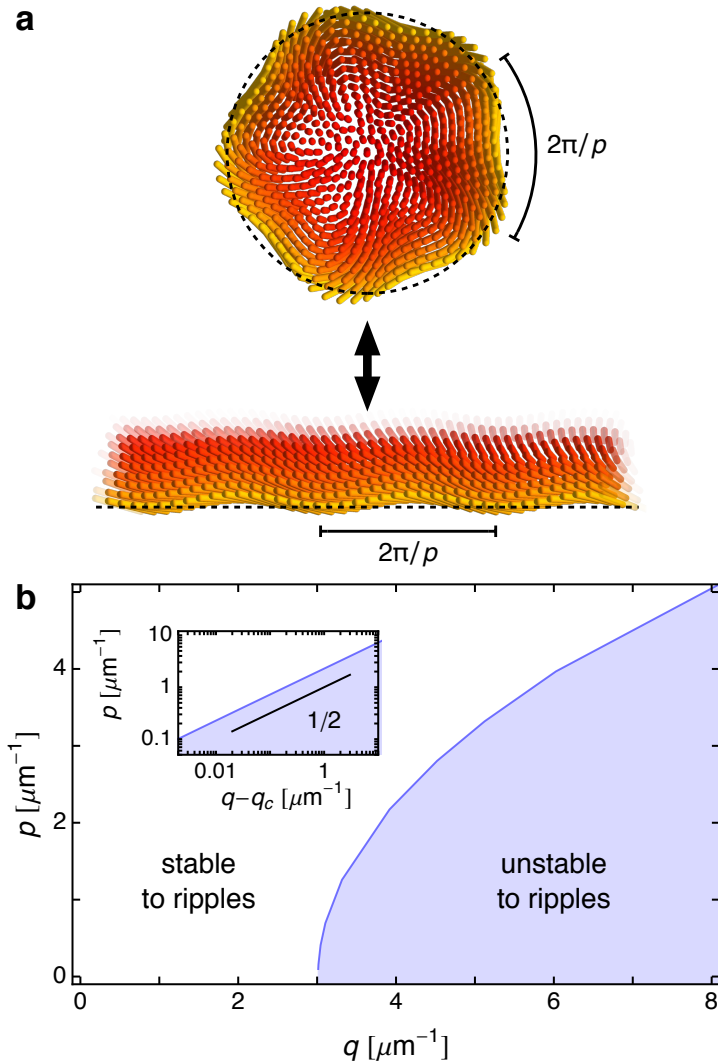 a
2π/p
2π/p
b
p [μm⁻¹]
10
1
0.1
0.01
1
1/2
q−q_c [μm⁻¹]
4
2
0
stable
to ripples
unstable
to ripples
0
2
4
6
8
q [μm⁻¹]
p [μm⁻¹]